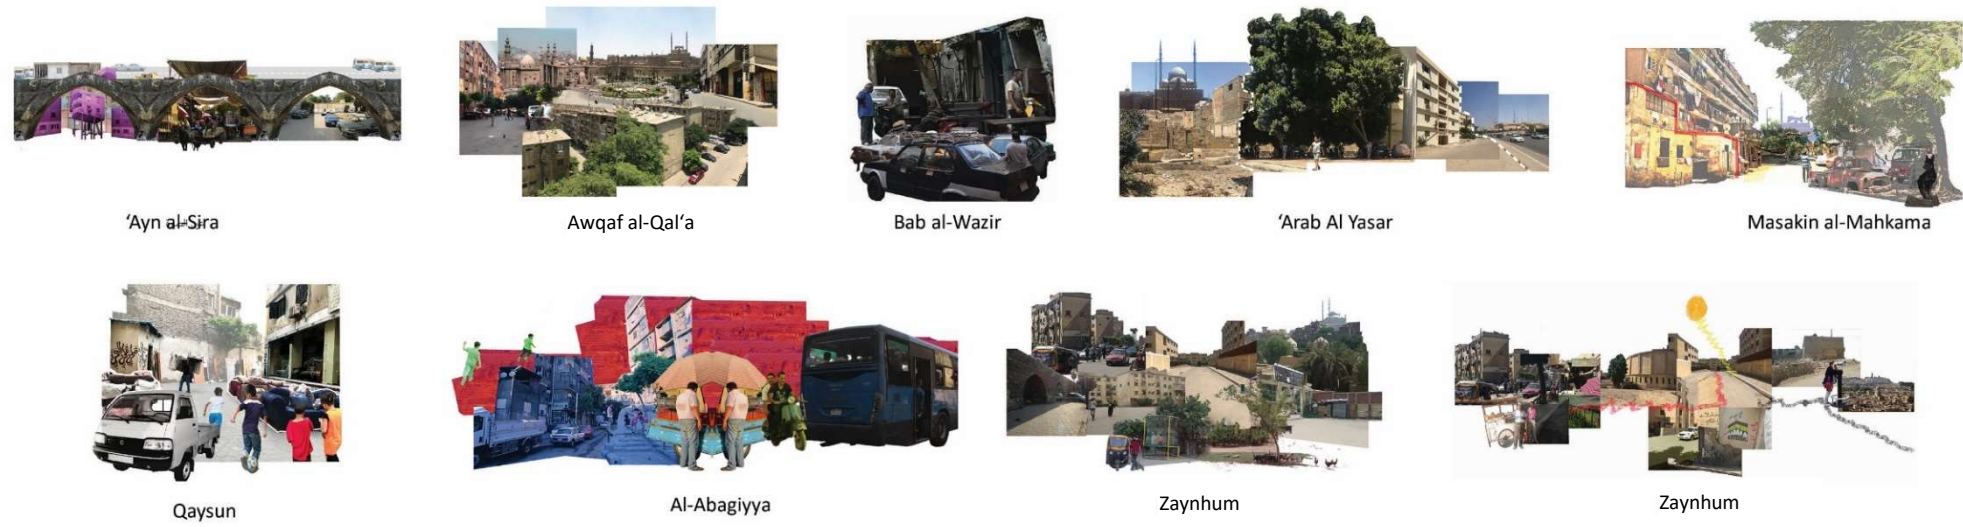 ‘Ayn al-Sira
Awqaf al-Qal‘a
Bab al-Wazir
‘Arab Al Yasar
Masakin al-Mahkama
Qaysun
Al-Abagiyya
Zaynhum
Zaynhum